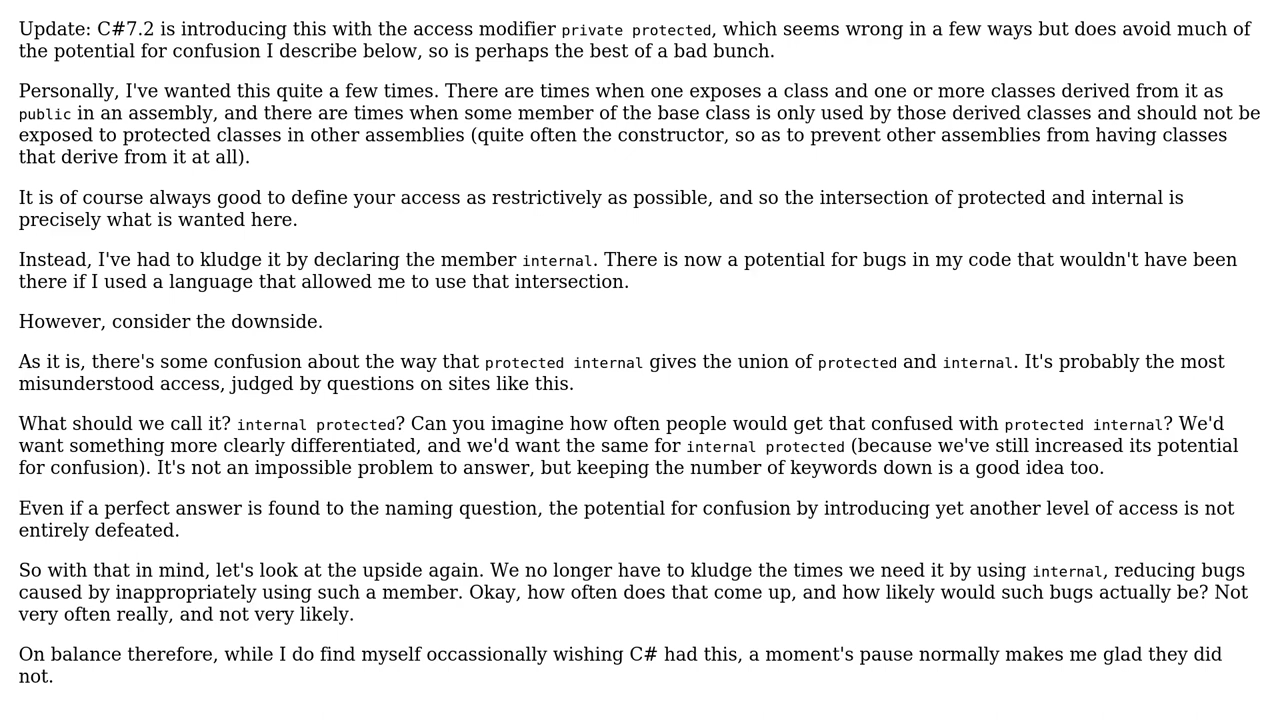 Update: C#7.2 is introducing this with the access modifier private protected, which seems wrong in a few ways but does avoid much of
the potential for confusion I describe below, so is perhaps the best of a bad bunch.
Personally, I've wanted this quite a few times. There are times when one exposes a class and one or more classes derived from it as
public in an assembly, and there are times when some member of the base class is only used by those derived classes and should not be
exposed to protected classes in other assemblies (quite often the constructor, so as to prevent other assemblies from having classes
that derive from it at all).
It is of course always good to define your access as restrictively as possible, and so the intersection of protected and internal is
precisely what is wanted here.
Instead, I've had to kludge it by declaring the member internal. There is now a potential for bugs in my code that wouldn't have been
there if I used a language that allowed me to use that intersection.
However, consider the downside.
As it is, there's some confusion about the way that protected internal gives the union of protected and internal. It's probably the most
misunderstood access, judged by questions on sites like this.
What should we call it? internal protected? Can you imagine how often people would get that confused with protected internal? We'd
want something more clearly differentiated, and we'd want the same for internal protected (because we've still increased its potential
for confusion). It's not an impossible problem to answer, but keeping the number of keywords down is a good idea too.
Even if a perfect answer is found to the naming question, the potential for confusion by introducing yet another level of access is not
entirely defeated.
So with that in mind, let's look at the upside again. We no longer have to kludge the times we need it by using internal, reducing bugs
caused by inappropriately using such a member. Okay, how often does that come up, and how likely would such bugs actually be? Not
very often really, and not very likely.
On balance therefore, while I do find myself occassionally wishing C# had this, a moment's pause normally makes me glad they did
not.